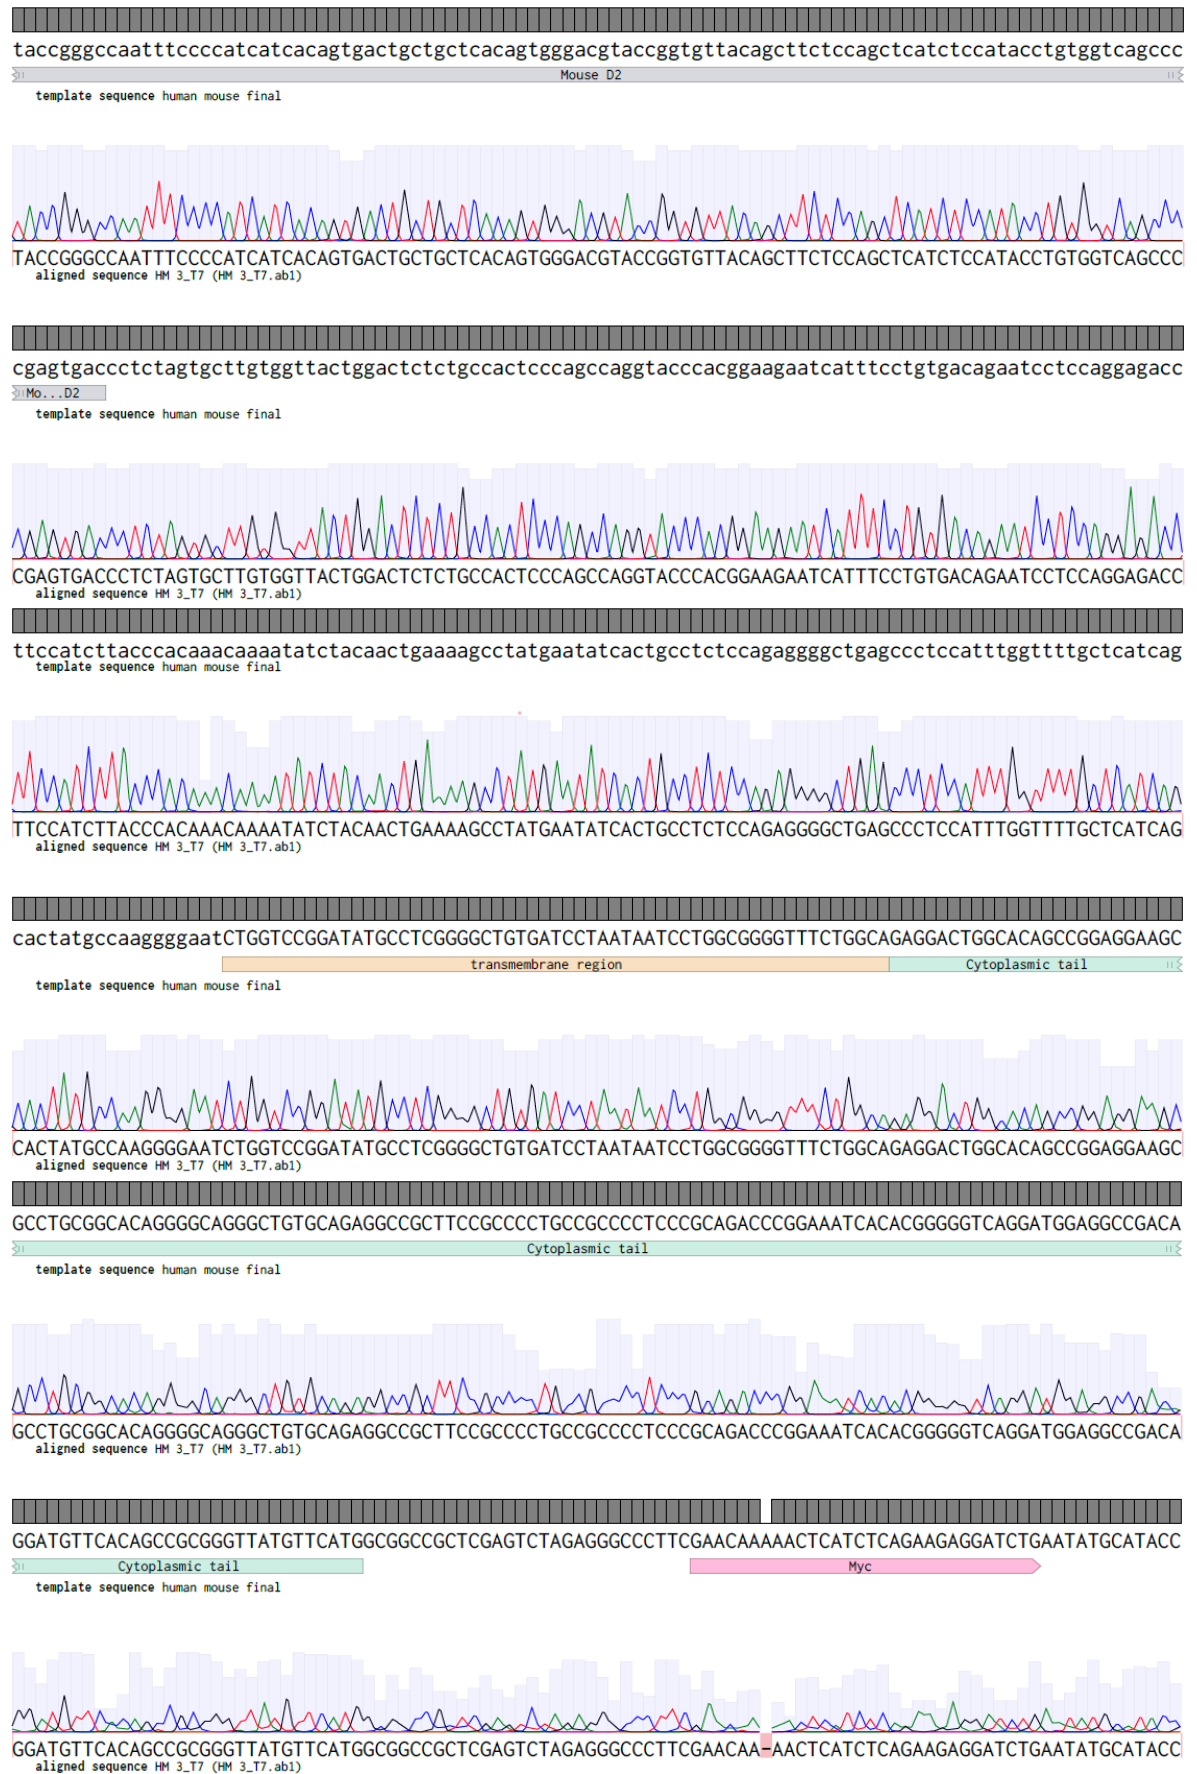 taccgggccaatttccccatcatcacagtgactgctgctcacagtgggacgtaccggtgttacagcttctccagctcatctccatacctgtggtcagccc
Mouse D2
template sequence human mouse final
TACCGGGCCAATTTCCCCATCATCACAGTGACTGCTGCTCACAGTGGGACGTACCGGTGTTACAGCTTCTCCAGCTCATCTCCATACCTGTGGTCAGCCC
aligned sequence HM 3_T7 (HM 3_T7.ab1)
cgagtgaccctctagtgcttgtggttactggactctctgccactcccagccaggtacccacggaagaatcatttcctgtgacagaatcctccaggagacc
Mo...D2
template sequence human mouse final
CGAGTGACCCTCTAGTGCTTGTGGTTACTGGACTCTCTGCCACTCCCAGCCAGGTACCCACGGAAGAATCATTTCCTGTGACAGAATCCTCCAGGAGACC
aligned sequence HM 3_T7 (HM 3_T7.ab1)
ttccatcttacccacaaacaaaatatctacaactgaaaagcctatgaatatcactgcctctccagaggggctgagccctccatttggttttgctcatcag
template sequence human mouse final
TTCCATCTTACCCACAAACAAAATATCTACAACTGAAAAGCCTATGAATATCACTGCCTCTCCAGAGGGGCTGAGCCCTCCATTTGGTTTTGCTCATCAG
aligned sequence HM 3_T7 (HM 3_T7.ab1)
cactatgccaaggggaatCTGGTCCGGATATGCCTCGGGGCTGTGATCCTAATAATCCTGGCGGGGTTTCTGGCAGAGGACTGGCACAGCCGGAGGAAGC
transmembrane region Cytoplasmic tail
template sequence human mouse final
CACTATGCCAAGGGGAATCTGGTCCGGATATGCCTCGGGGCTGTGATCCTAATAATCCTGGCGGGGTTTCTGGCAGAGGACTGGCACAGCCGGAGGAAGC
aligned sequence HM 3_T7 (HM 3_T7.ab1)
GCCTGCGGCACAGGGGCAGGGCTGTGCAGAGGCCGCTTCCGCCCCTGCCGCCCCTCCCGCAGACCCGGAAATCACACGGGGGTCAGGATGGAGGCCGACA
Cytoplasmic tail
template sequence human mouse final
GCCTGCGGCACAGGGGCAGGGCTGTGCAGAGGCCGCTTCCGCCCCTGCCGCCCCTCCCGCAGACCCGGAAATCACACGGGGGTCAGGATGGAGGCCGACA
aligned sequence HM 3_T7 (HM 3_T7.ab1)
GGATGTTCACAGCCGCGGGTTATGTTCATGGCGGCCGCTCGAGTCTAGAGGGCCCTTCGAACAAAAACTCATCTCAGAAGAGGATCTGAATATGCATACC
Cytoplasmic tail Myc
template sequence human mouse final
GGATGTTCACAGCCGCGGGTTATGTTCATGGCGGCCGCTCGAGTCTAGAGGGCCCTTCGAACAA-AACTCATCTCAGAAGAGGATCTGAATATGCATACC
aligned sequence HM 3_T7 (HM 3_T7.ab1)